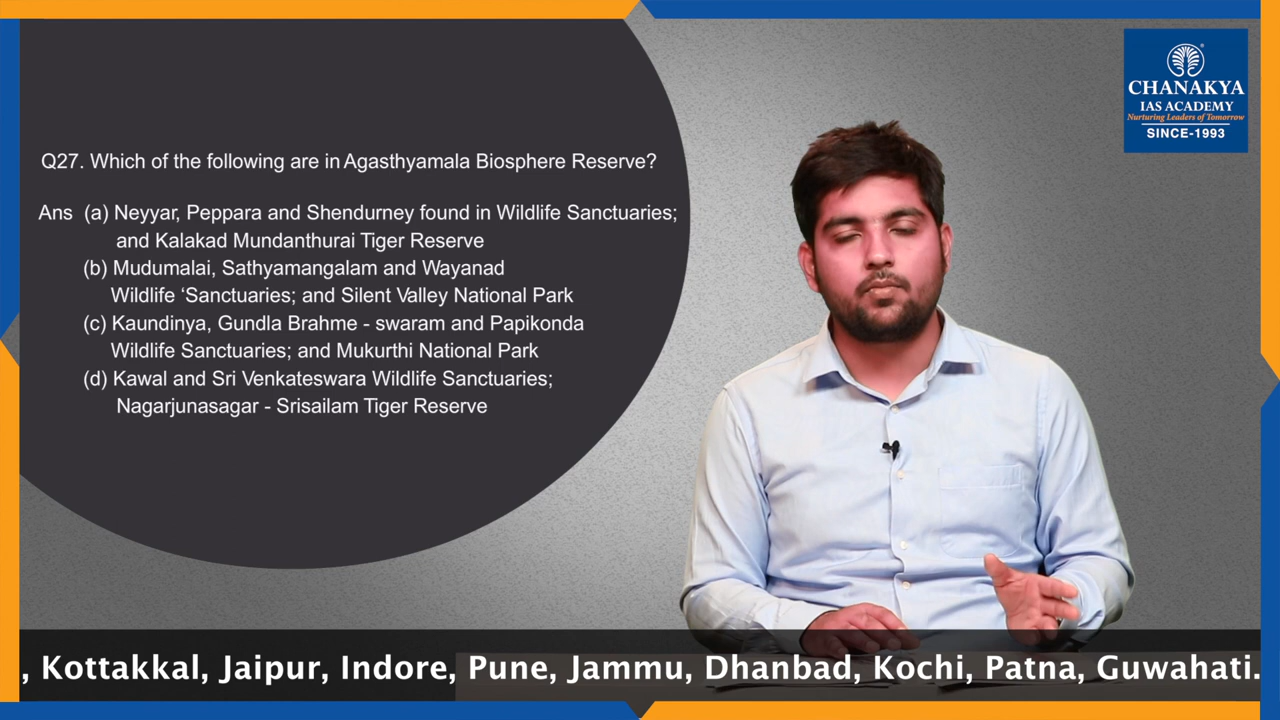 Q27. Which of the following are in Agasthyamala Biosphere Reserve?
Ans (a) Neyyar, Peppara and Shendurney found in Wildlife Sanctuaries;
and Kalakad Mundanthurai Tiger Reserve
(b) Mudumalai, Sathyamangalam and Wayanad
Wildlife ‘Sanctuaries; and Silent Valley National Park
(c) Kaundinya, Gundla Brahme - swaram and Papikonda
Wildlife Sanctuaries; and Mukurthi National Park
(d) Kawal and Sri Venkateswara Wildlife Sanctuaries;
Nagarjunasagar - Srisailam Tiger Reserve
CHANAKYA
IAS ACADEMY
Nurturing Leaders of Tomorrow
SINCE-1993
, Kottakkal, Jaipur, Indore, Pune, Jammu, Dhanbad, Kochi, Patna, Guwahati.